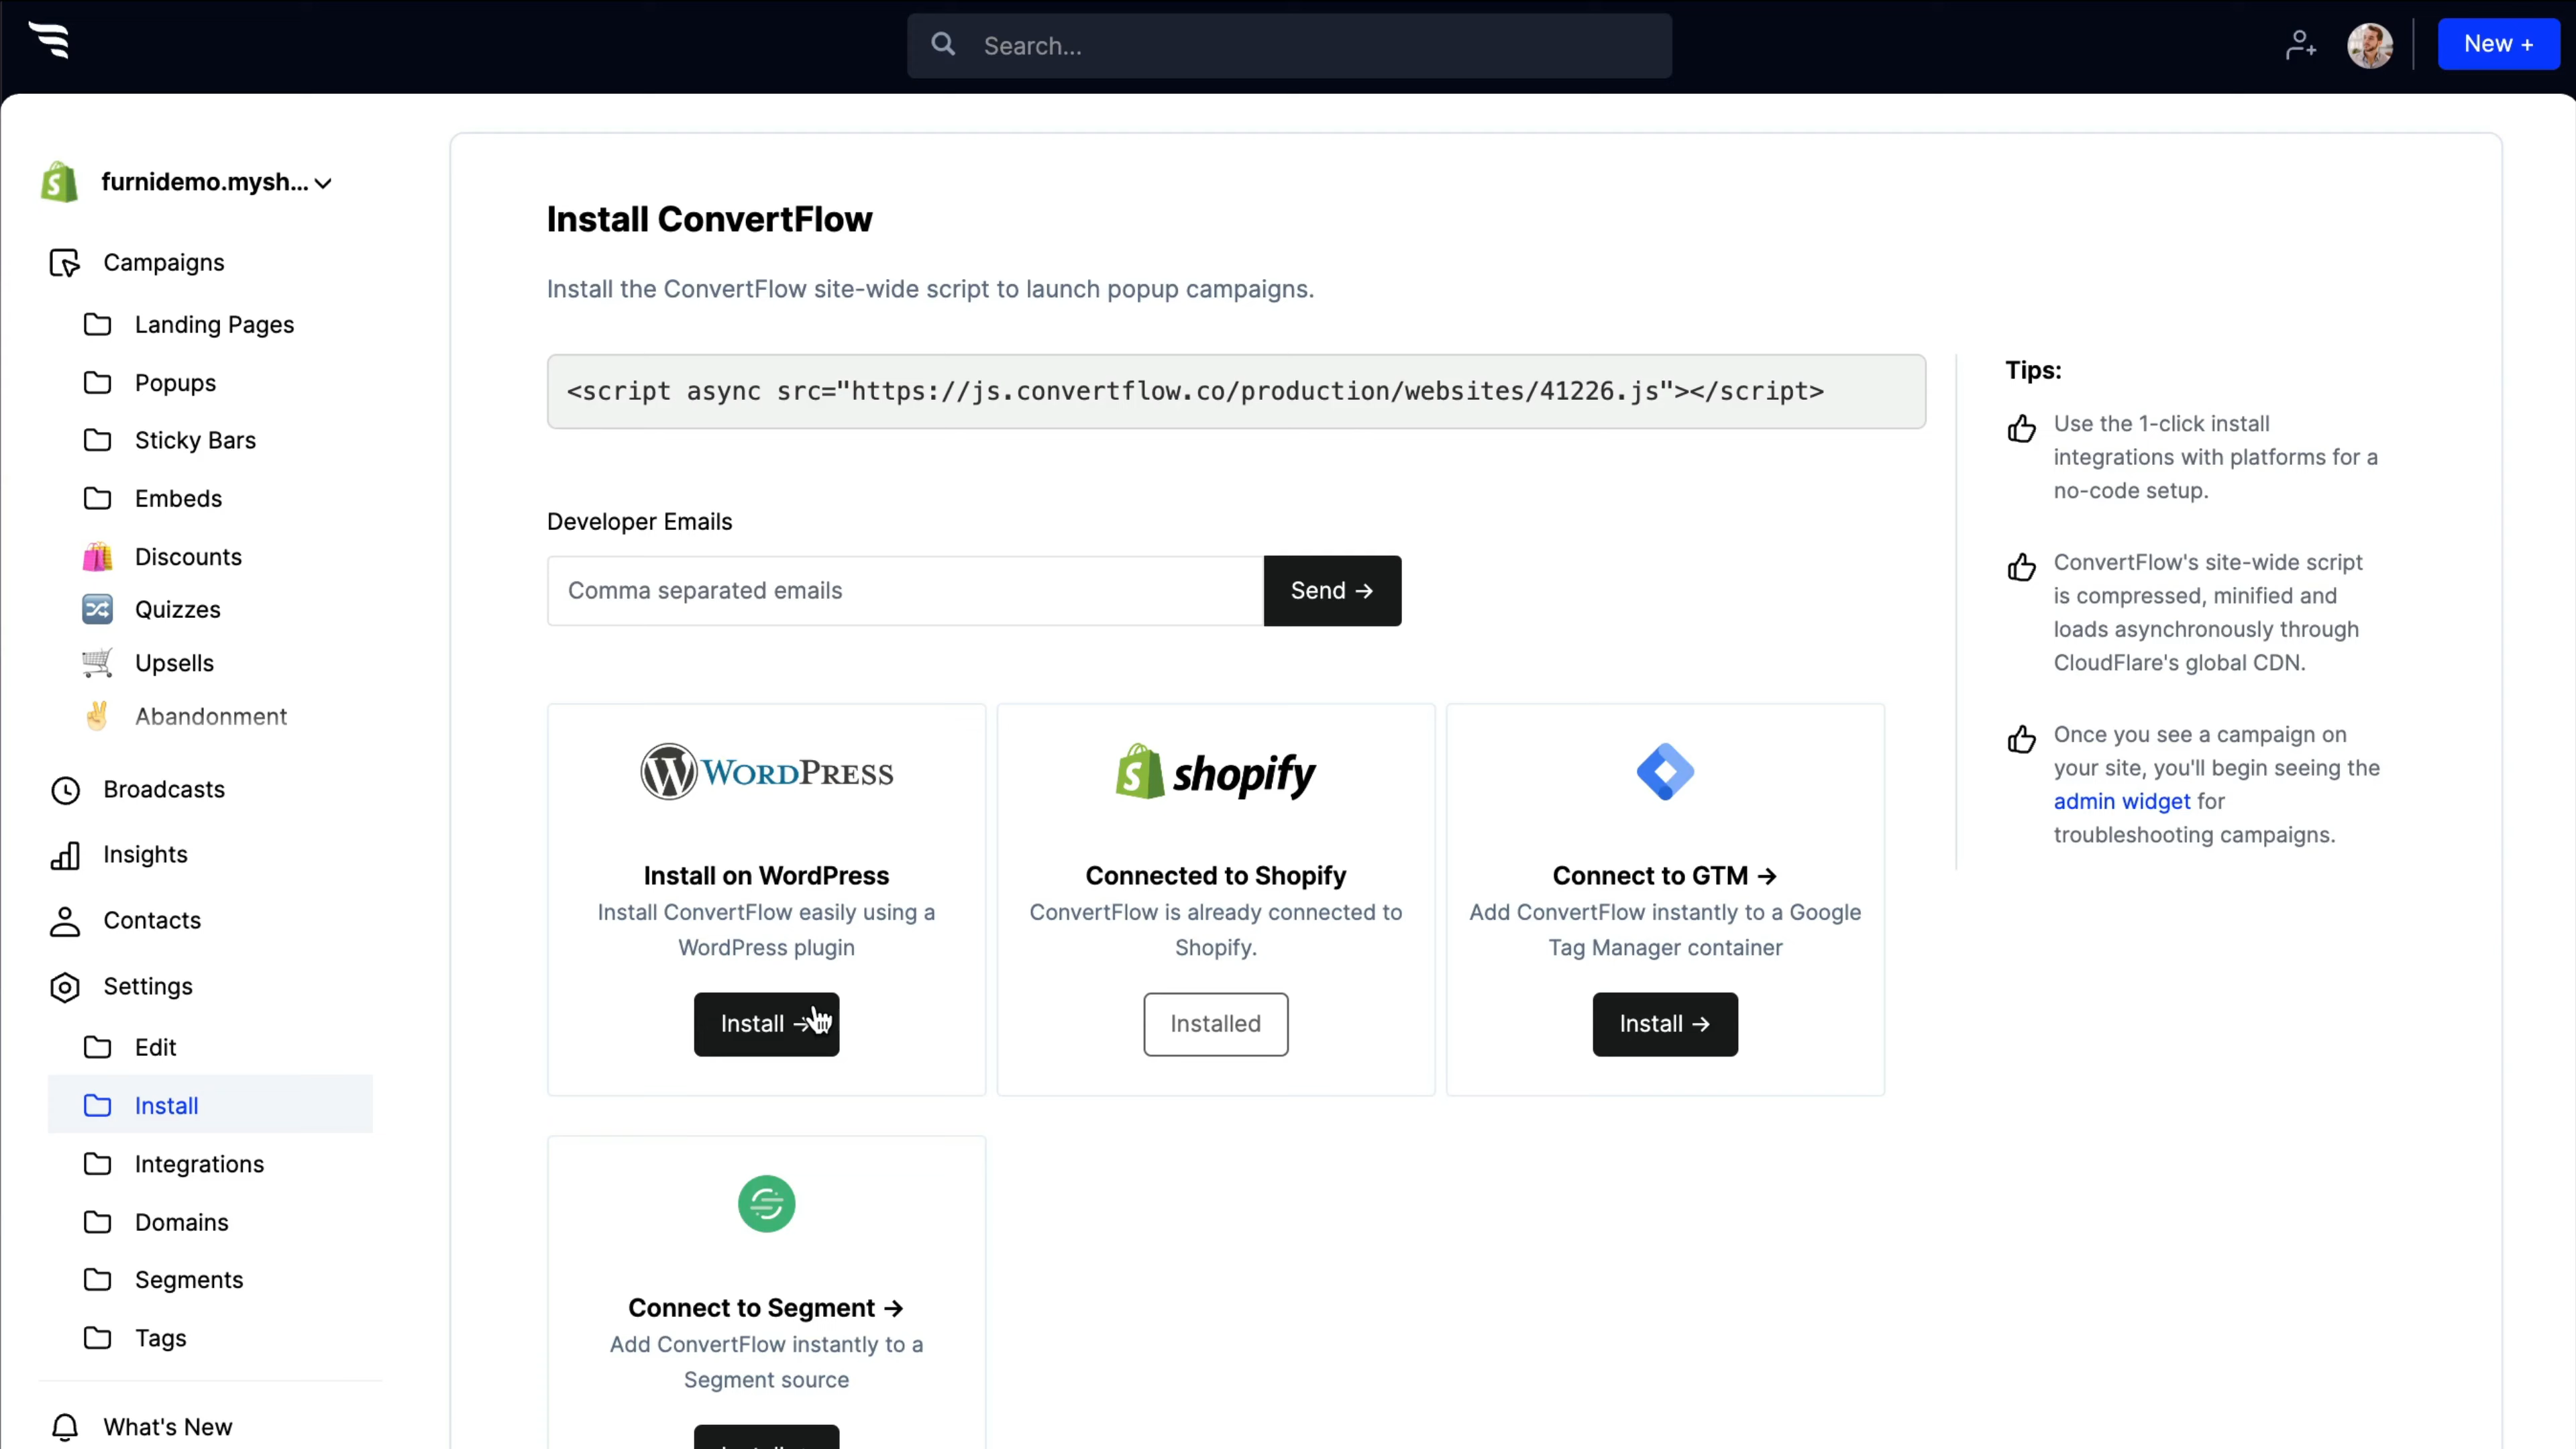 Search...
New +
furnidemo.mysh...
Campaigns
Landing Pages
Popups
Sticky Bars
Embeds
Discounts
Quizzes
Upsells
Abandonment
Broadcasts
Insights
Contacts
Settings
Edit
Install
Integrations
Domains
Segments
Tags
What's New
Install ConvertFlow
Install the ConvertFlow site-wide script to launch popup campaigns.
<script async src="https://js.convertflow.co/production/websites/41226.js"></script>
Developer Emails
Comma separated emails
Send →
WORDPRESS
Install on WordPress
Install ConvertFlow easily using a
WordPress plugin
Install →
shopify
Connected to Shopify
ConvertFlow is already connected to
Shopify.
Installed
Connect to GTM →
Add ConvertFlow instantly to a Google
Tag Manager container
Install →
Connect to Segment →
Add ConvertFlow instantly to a
Segment source
Tips:
Use the 1-click install
integrations with platforms for a
no-code setup.
ConvertFlow's site-wide script
is compressed, minified and
loads asynchronously through
CloudFlare's global CDN.
Once you see a campaign on
your site, you'll begin seeing the
admin widget for
troubleshooting campaigns.